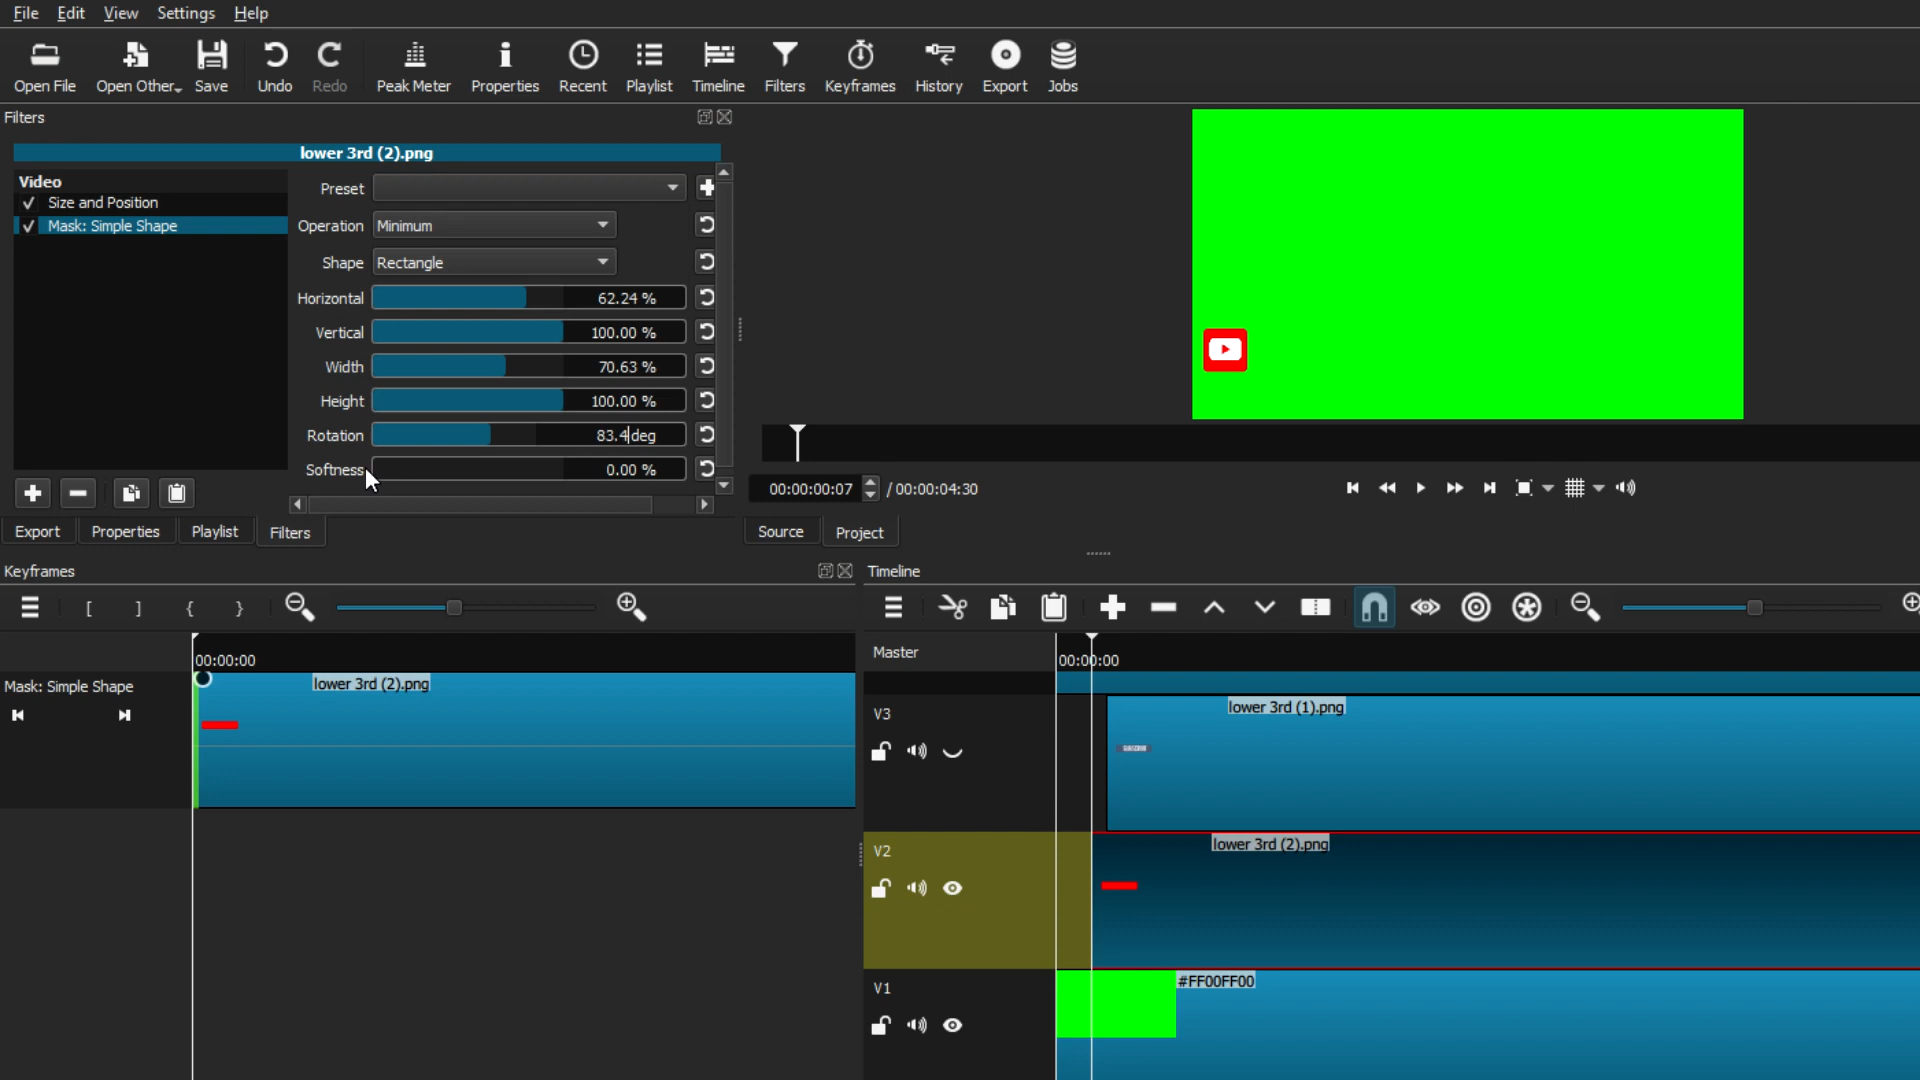 File Edit View Settings Help
Open File Open Other Save Undo Redo Peak Meter Properties Recent Playlist Timeline Filters Keyframes History Export Jobs
Filters
lower 3rd (2).png
Video
Size and Position
Mask: Simple Shape
Preset
Operation Minimum
Shape Rectangle
Horizontal 62.24 %
Vertical 100.00 %
Width 70.63 %
Height 100.00 %
Rotation 83.4 deg
Softness 0.00 %
00:00:00:07 / 00:00:04:30
Export Properties Playlist Filters
Source Project
Keyframes
00:00:00
Mask: Simple Shape
lower 3rd (2).png
Timeline
Master
00:00:00
V3
lower 3rd (1).png
V2
lower 3rd (2).png
V1
#FF00FF00